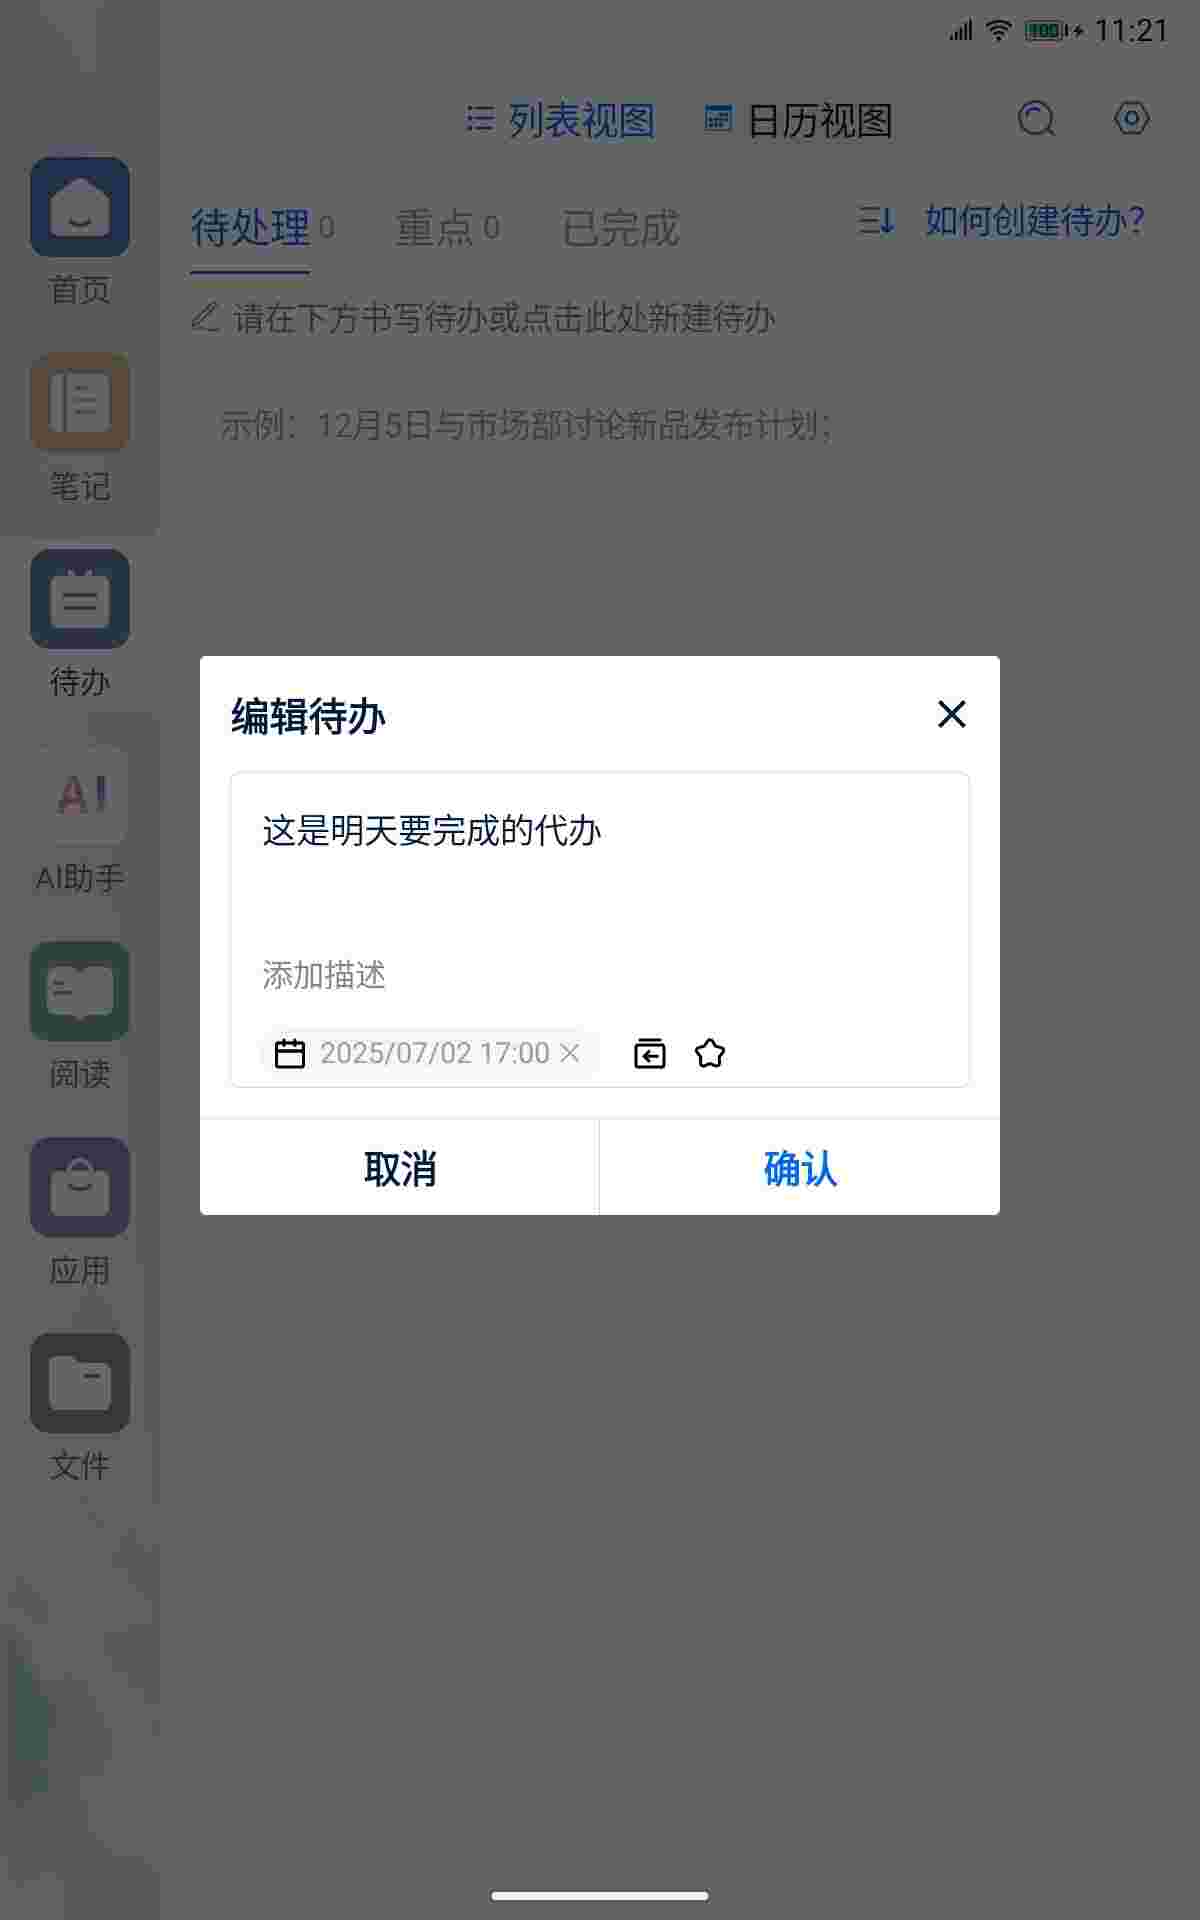 100 11:21
列表视图 日历视图
待处理 0 重点 0 已完成 如何创建待办?
请在下方书写待办或点击此处新建待办
示例：12月5日与市场部讨论新品发布计划；
首页
笔记
待办
AI
AI助手
阅读
应用
文件
编辑待办
这是明天要完成的代办
添加描述
2025/07/02 17:00
取消 确认